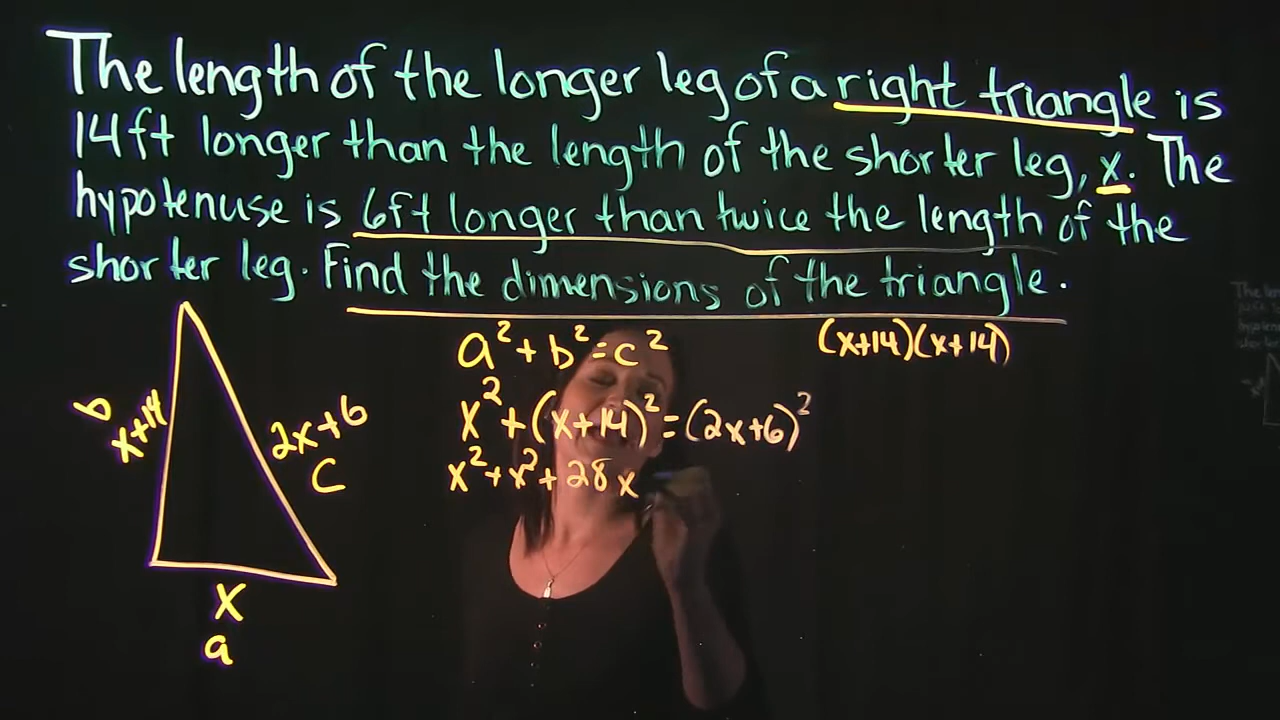 The length of the longer leg of a right triangle is
14ft longer than the length of the shorter leg, x. The
hypotenuse is 6ft longer than twice the length of the
shorter leg. Find the dimensions of the triangle.
a² + b² = c²
(x+14)(x+14)
x² + (x+14)² = (2x+6)²
x² + x² + 28x
b
x+14
2x+6
C
x
a